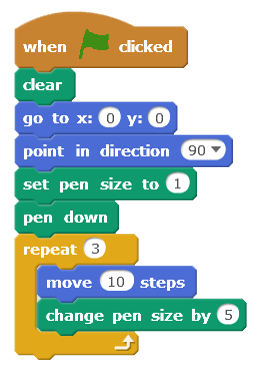 when clicked
clear
go to x: 0 y: 0
point in direction 90
set pen size to 1
pen down
repeat 3
move 10 steps
change pen size by 5